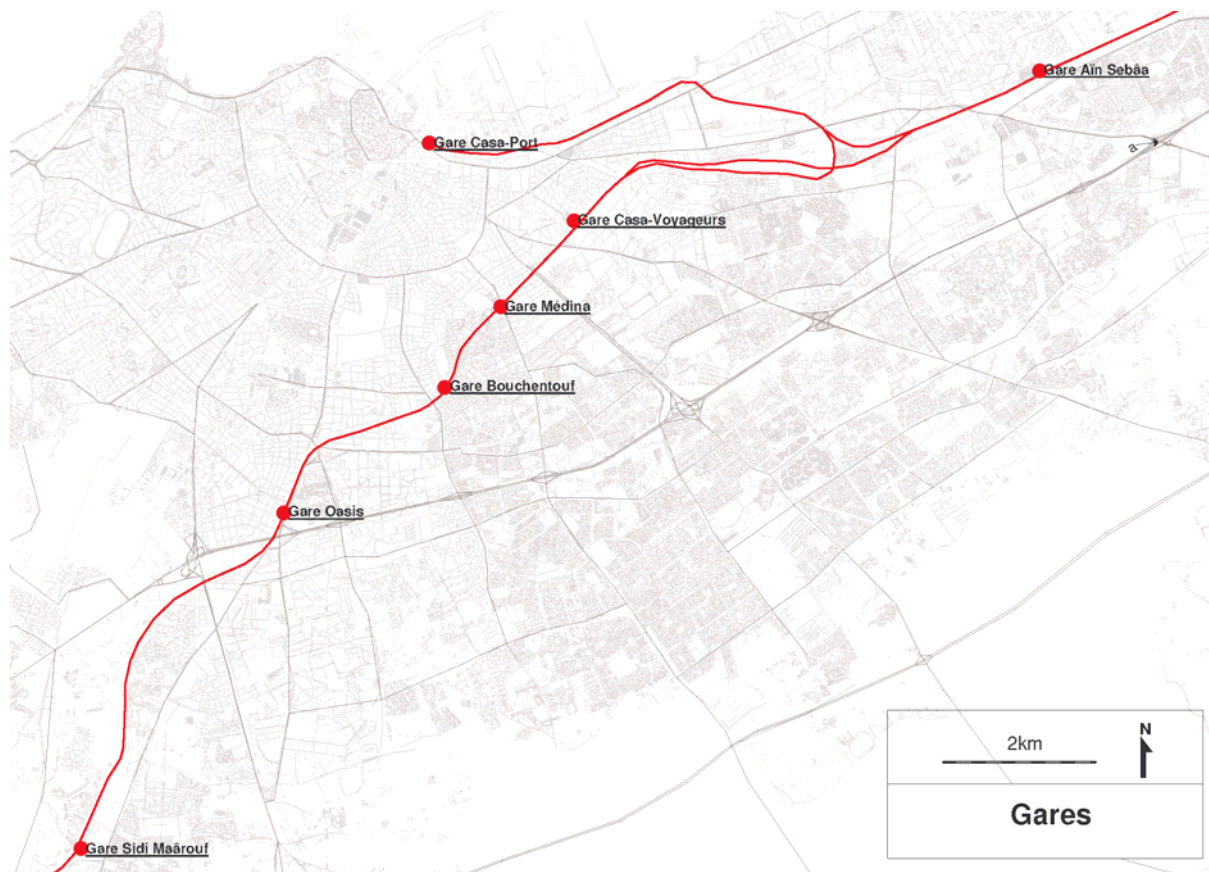 Gare Aïn Sebâa
Gare Casa-Port
a
Gare Casa-Voyageurs
Gare Médina
Gare Bouchentouf
Gare Oasis
2km
N
Gares
Gare Sidi Maârouf